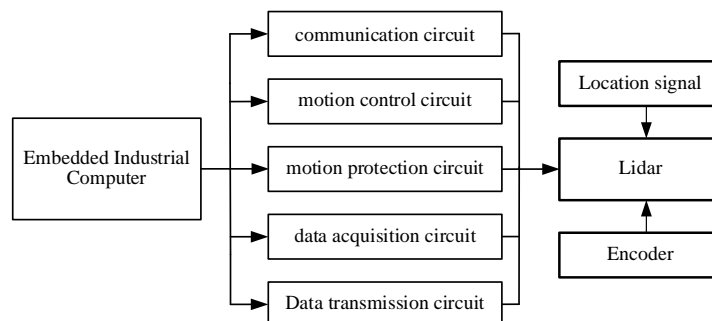 communication circuit
motion control circuit
Location signal
Embedded Industrial
Computer
motion protection circuit
Lidar
data acquisition circuit
Encoder
Data transmission circuit